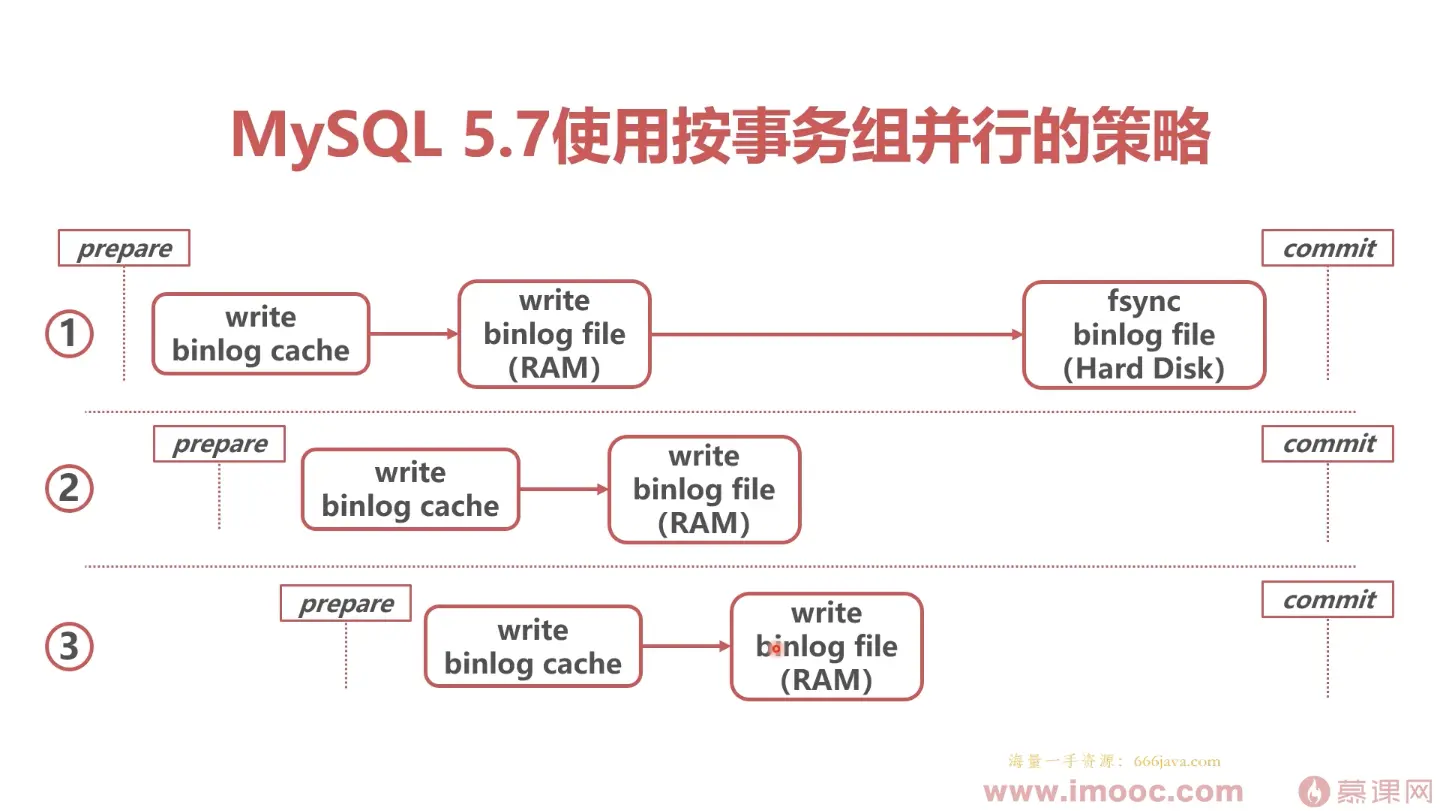 MySQL 5.7使用按事务组并行的策略
prepare
commit
①
write
binlog cache
write
binlog file
(RAM)
fsync
binlog file
(Hard Disk)
prepare
commit
②
write
binlog cache
write
binlog file
(RAM)
prepare
commit
③
write
binlog cache
write
binlog file
(RAM)
海量一手资源：666java.com
www.imooc.com
慕课网